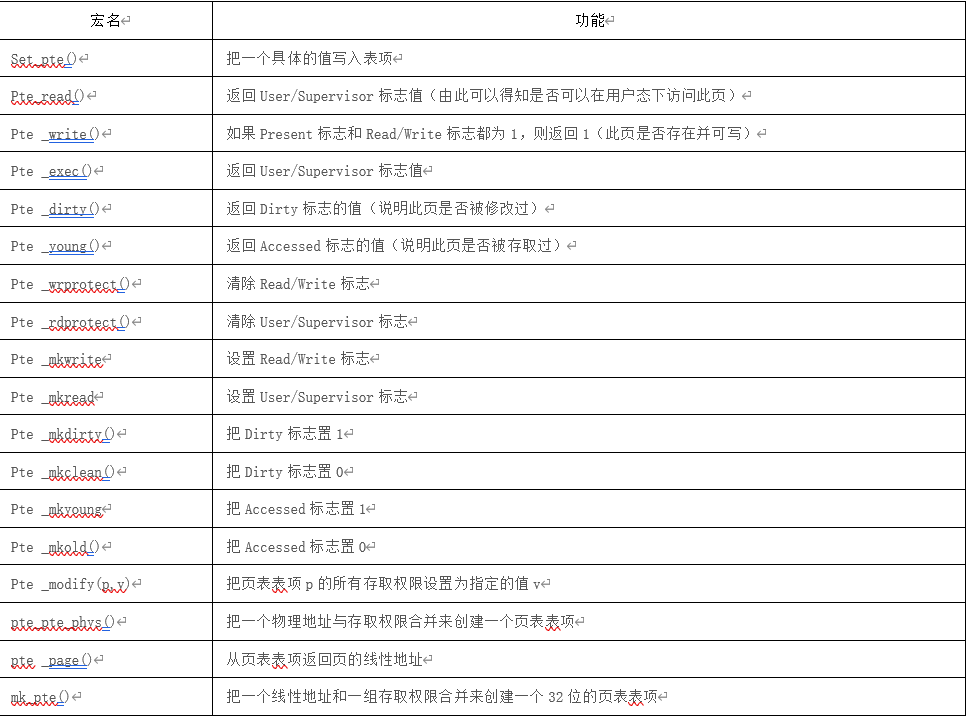 宏名↵ 功能↵
Set_pte()↵ 把一个具体的值写入表项↵
Pte_read()↵ 返回 User/Supervisor 标志值（由此可以得知是否可以在用户态下访问此页）↵
Pte _write()↵ 如果 Present 标志和 Read/Write 标志都为 1，则返回 1（此页是否存在并可写）↵
Pte _exec()↵ 返回 User/Supervisor 标志值↵
Pte _dirty()↵ 返回 Dirty 标志的值（说明此页是否被修改过）↵
Pte _young()↵ 返回 Accessed 标志的值（说明此页是否被存取过）↵
Pte _wrprotect()↵ 清除 Read/Write 标志↵
Pte _rdprotect()↵ 清除 User/Supervisor 标志↵
Pte _mkwrite↵ 设置 Read/Write 标志↵
Pte _mkread↵ 设置 User/Supervisor 标志↵
Pte _mkdirty()↵ 把 Dirty 标志置 1↵
Pte _mkclean()↵ 把 Dirty 标志置 0↵
Pte _mkyoung↵ 把 Accessed 标志置 1↵
Pte _mkold()↵ 把 Accessed 标志置 0↵
Pte _modify(p,v)↵ 把页表表项 p 的所有存取权限设置为指定的值 v↵
pte_pte_phys()↵ 把一个物理地址与存取权限合并来创建一个页表表项↵
pte _page()↵ 从页表表项返回页的线性地址↵
mk_pte()↵ 把一个线性地址和一组存取权限合并来创建一个 32 位的页表表项↵